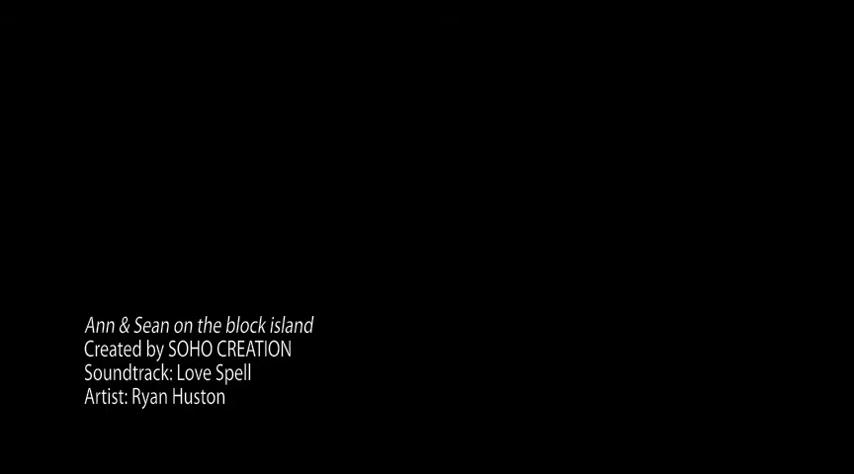 Ann & Sean on the block island
Created by SOHO CREATION
Soundtrack: Love Spell
Artist: Ryan Huston